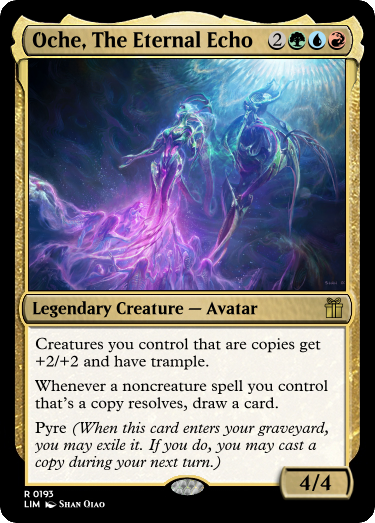 Oche, The Eternal Echo 2
Legendary Creature — Avatar
Creatures you control that are copies get
+2/+2 and have trample.
Whenever a noncreature spell you control
that's a copy resolves, draw a card.
Pyre (When this card enters your graveyard,
you may exile it. If you do, you may cast a
copy during your next turn.)
4/4
R 0193
LIM Shan Qiao